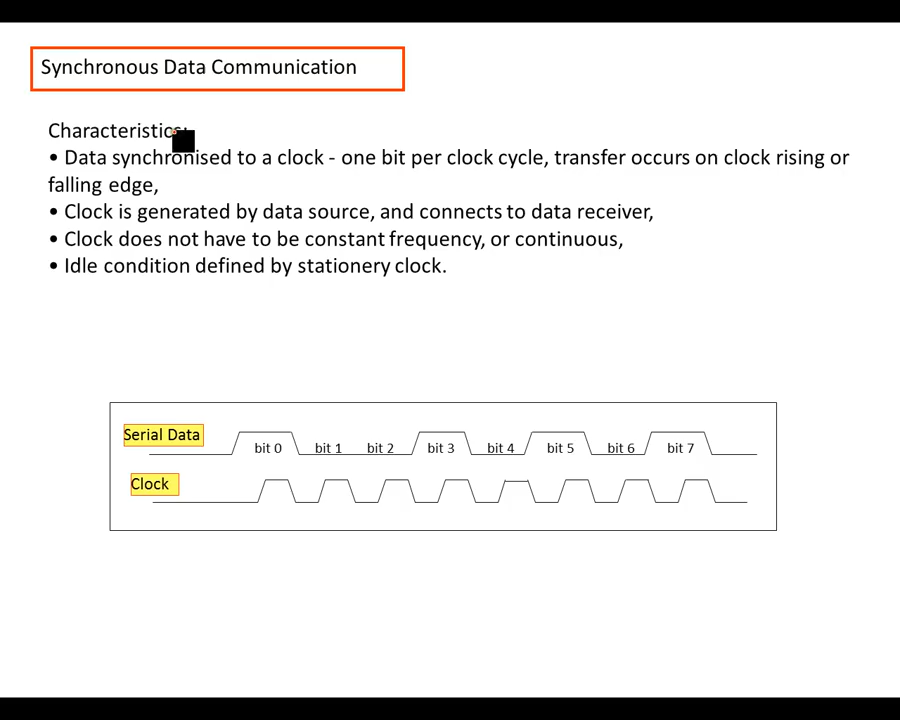 Synchronous Data Communication
Characteristics:
• Data synchronised to a clock - one bit per clock cycle, transfer occurs on clock rising or
falling edge,
• Clock is generated by data source, and connects to data receiver,
• Clock does not have to be constant frequency, or continuous,
• Idle condition defined by stationery clock.
Serial Data
bit 0 bit 1 bit 2 bit 3 bit 4 bit 5 bit 6 bit 7
Clock